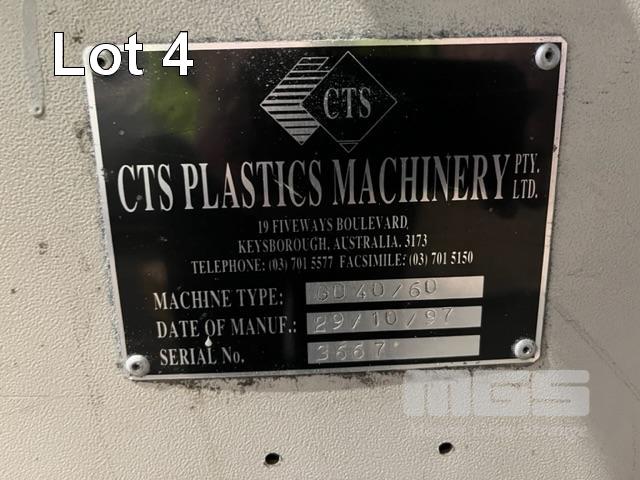 Lot 4
CTS
CTS PLASTICS MACHINERY PTY. LTD.
19 FIVEWAYS BOULEVARD,
KEYSBOROUGH, AUSTRALIA. 3173
TELEPHONE: (03) 701 5577 FACSIMILE: (03) 701 5150
MACHINE TYPE: GD 40/60
DATE OF MANUF.: 29/10/97
SERIAL No. 3667
MGS